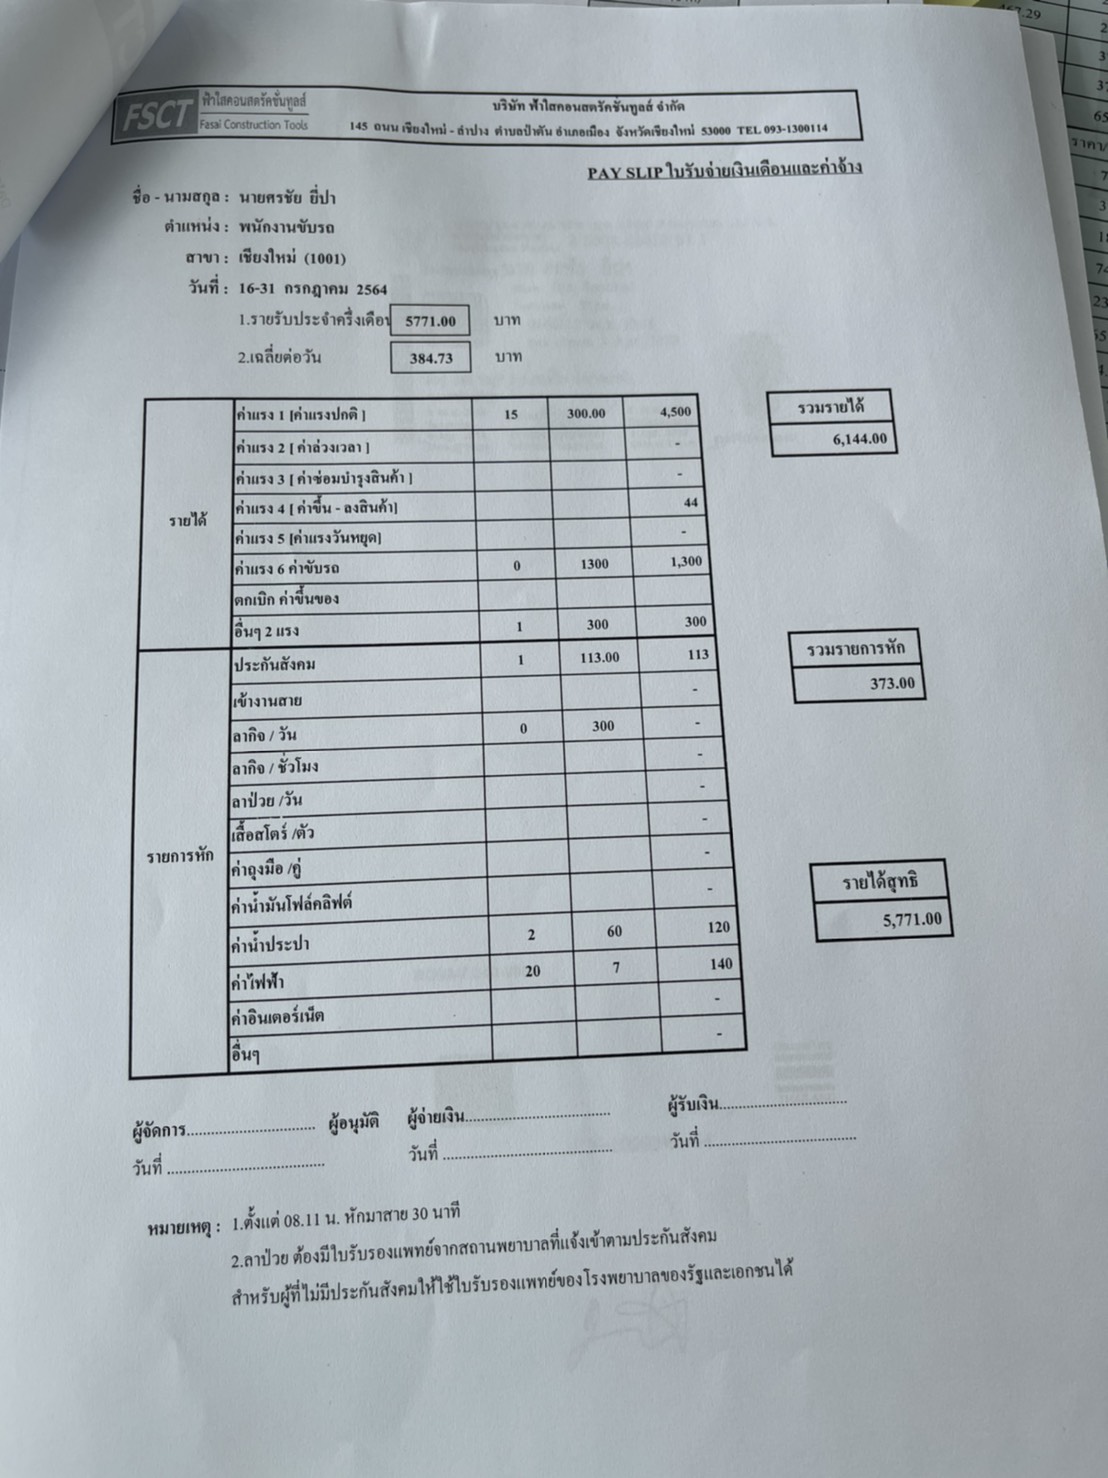 467.29
FSCT ฟ้าใสคอนสตรัคชั่นทูลส์
Fasai Construction Tools
บริษัท ฟ้าใสคอนสตรัคชั่นทูลส์ จำกัด
145 ถนน เชียงใหม่ - ลำปาง ตำบลป่าตัน อำเภอเมือง จังหวัดเชียงใหม่ 53000 TEL 093-1300114
PAY SLIP ใบรับจ่ายเงินเดือนและค่าจ้าง
ชื่อ - นามสกุล : นายศรชัย ยี่ปา
ตำแหน่ง : พนักงานขับรถ
สาขา : เชียงใหม่ (1001)
วันที่ : 16-31 กรกฎาคม 2564
1.รายรับประจำครึ่งเดือน 5771.00 บาท
2.เฉลี่ยต่อวัน 384.73 บาท
รายได้
ค่าแรง 1 [ค่าแรงปกติ ] 15 300.00 4,500
ค่าแรง 2 [ ค่าล่วงเวลา ] -
ค่าแรง 3 [ ค่าซ่อมบำรุงสินค้า ] -
ค่าแรง 4 [ ค่าขึ้น - ลงสินค้า] 44
ค่าแรง 5 [ค่าแรงวันหยุด] -
ค่าแรง 6 ค่าขับรถ 0 1300 1,300
ตกเบิก ค่าขึ้นของ
อื่นๆ 2 แรง 1 300 300
รวมรายได้
6,144.00
รายการหัก
ประกันสังคม 1 113.00 113
เข้างานสาย -
ลากิจ / วัน 0 300 -
ลากิจ / ชั่วโมง -
ลาป่วย /วัน -
เสื้อสโตร์ /ตัว -
ค่าถุงมือ /คู่ -
ค่าน้ำมันโฟล์คลิฟต์ -
ค่าน้ำประปา 2 60 120
ค่าไฟฟ้า 20 7 140
ค่าอินเตอร์เน็ต -
อื่นๆ -
รวมรายการหัก
373.00
รายได้สุทธิ
5,771.00
ผู้จัดการ................................ ผู้อนุมัติ ผู้จ่ายเงิน.................................... ผู้รับเงิน................................
วันที่ ....................................... วันที่ .......................................... วันที่ ......................................
หมายเหตุ : 1.ตั้งแต่ 08.11 น. หักมาสาย 30 นาที
2.ลาป่วย ต้องมีใบรับรองแพทย์จากสถานพยาบาลที่แจ้งเข้าตามประกันสังคม
สำหรับผู้ที่ไม่มีประกันสังคมให้ใช้ใบรับรองแพทย์ของโรงพยาบาลของรัฐและเอกชนได้